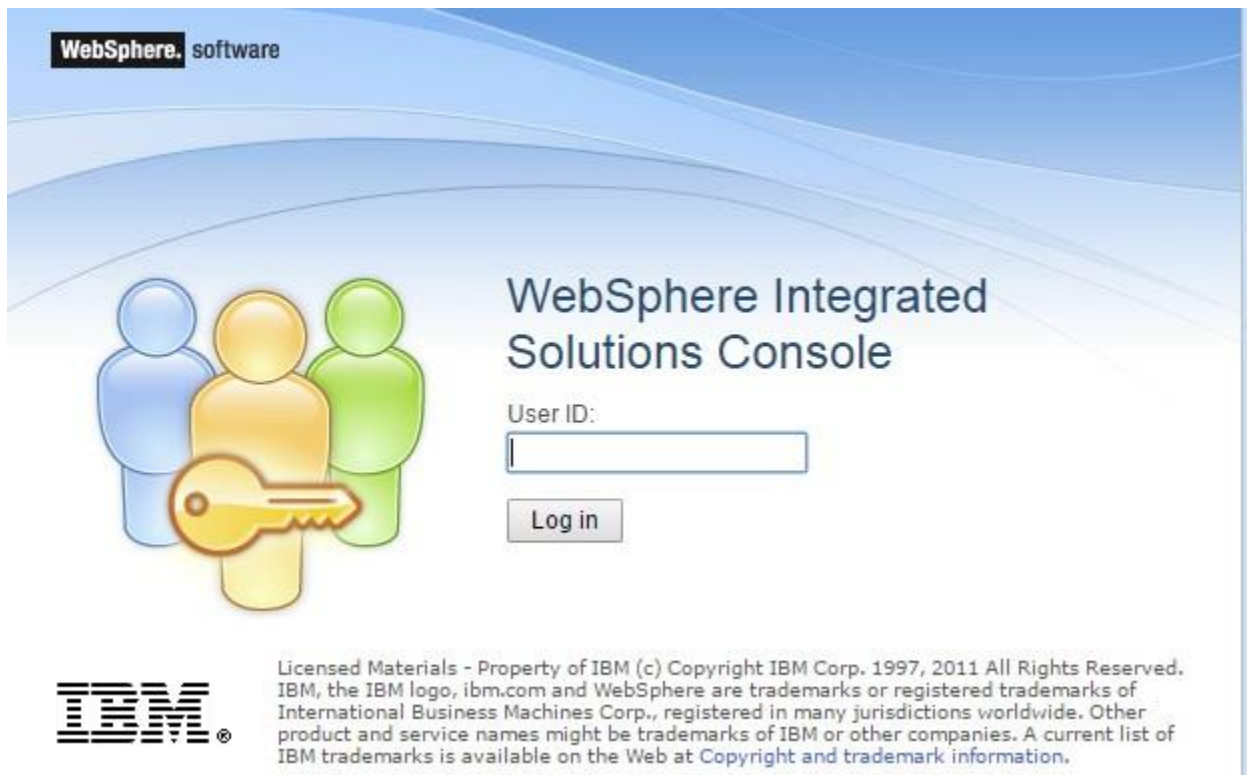 WebSphere. software
WebSphere Integrated
Solutions Console
User ID:
Log in
Licensed Materials - Property of IBM (c) Copyright IBM Corp. 1997, 2011 All Rights Reserved.
IBM, the IBM logo, ibm.com and WebSphere are trademarks or registered trademarks of
International Business Machines Corp., registered in many jurisdictions worldwide. Other
product and service names might be trademarks of IBM or other companies. A current list of
IBM trademarks is available on the Web at Copyright and trademark information.
IBM®